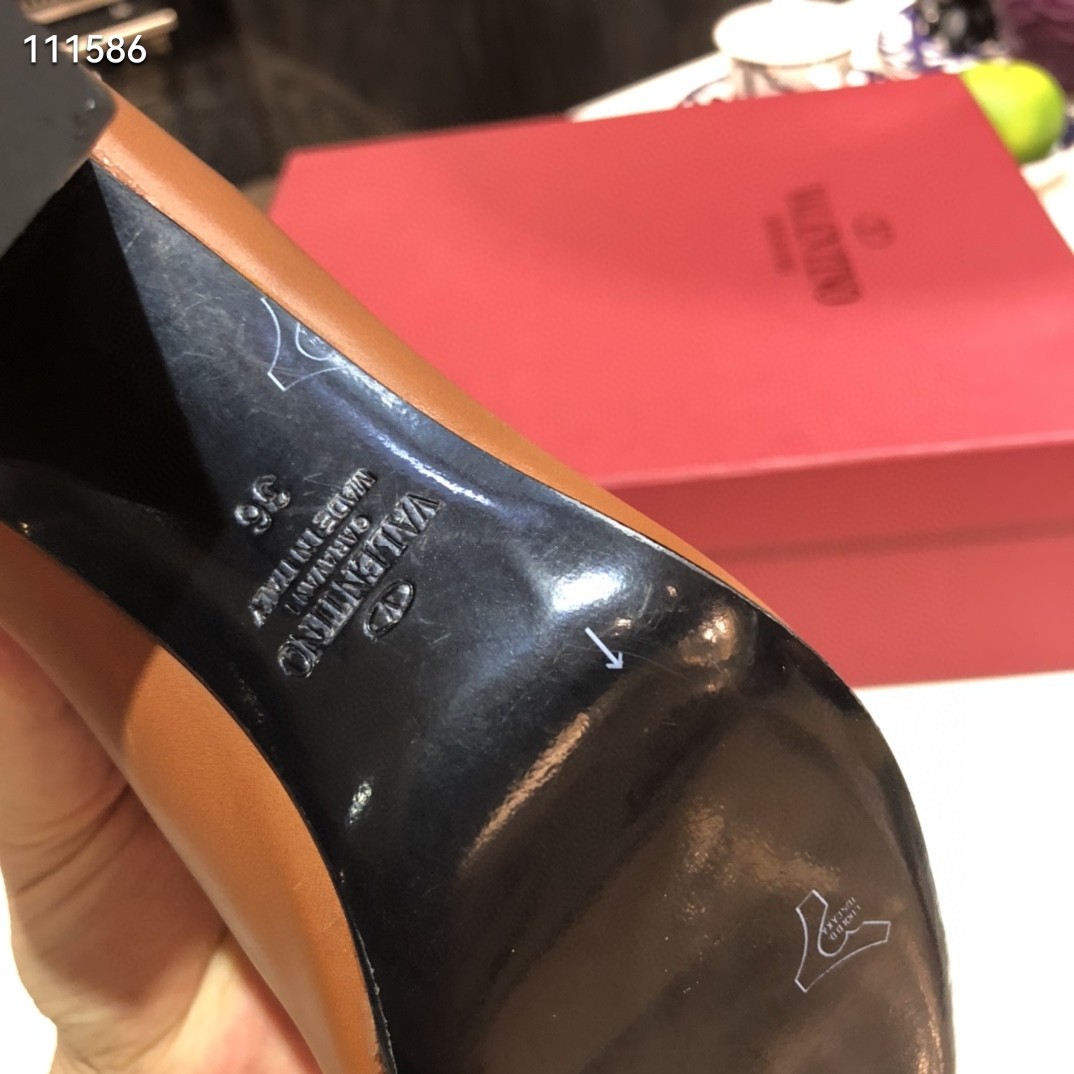 111586
VALENTINO
VALENTINO
GARAVANI
MADE IN ITALY
36